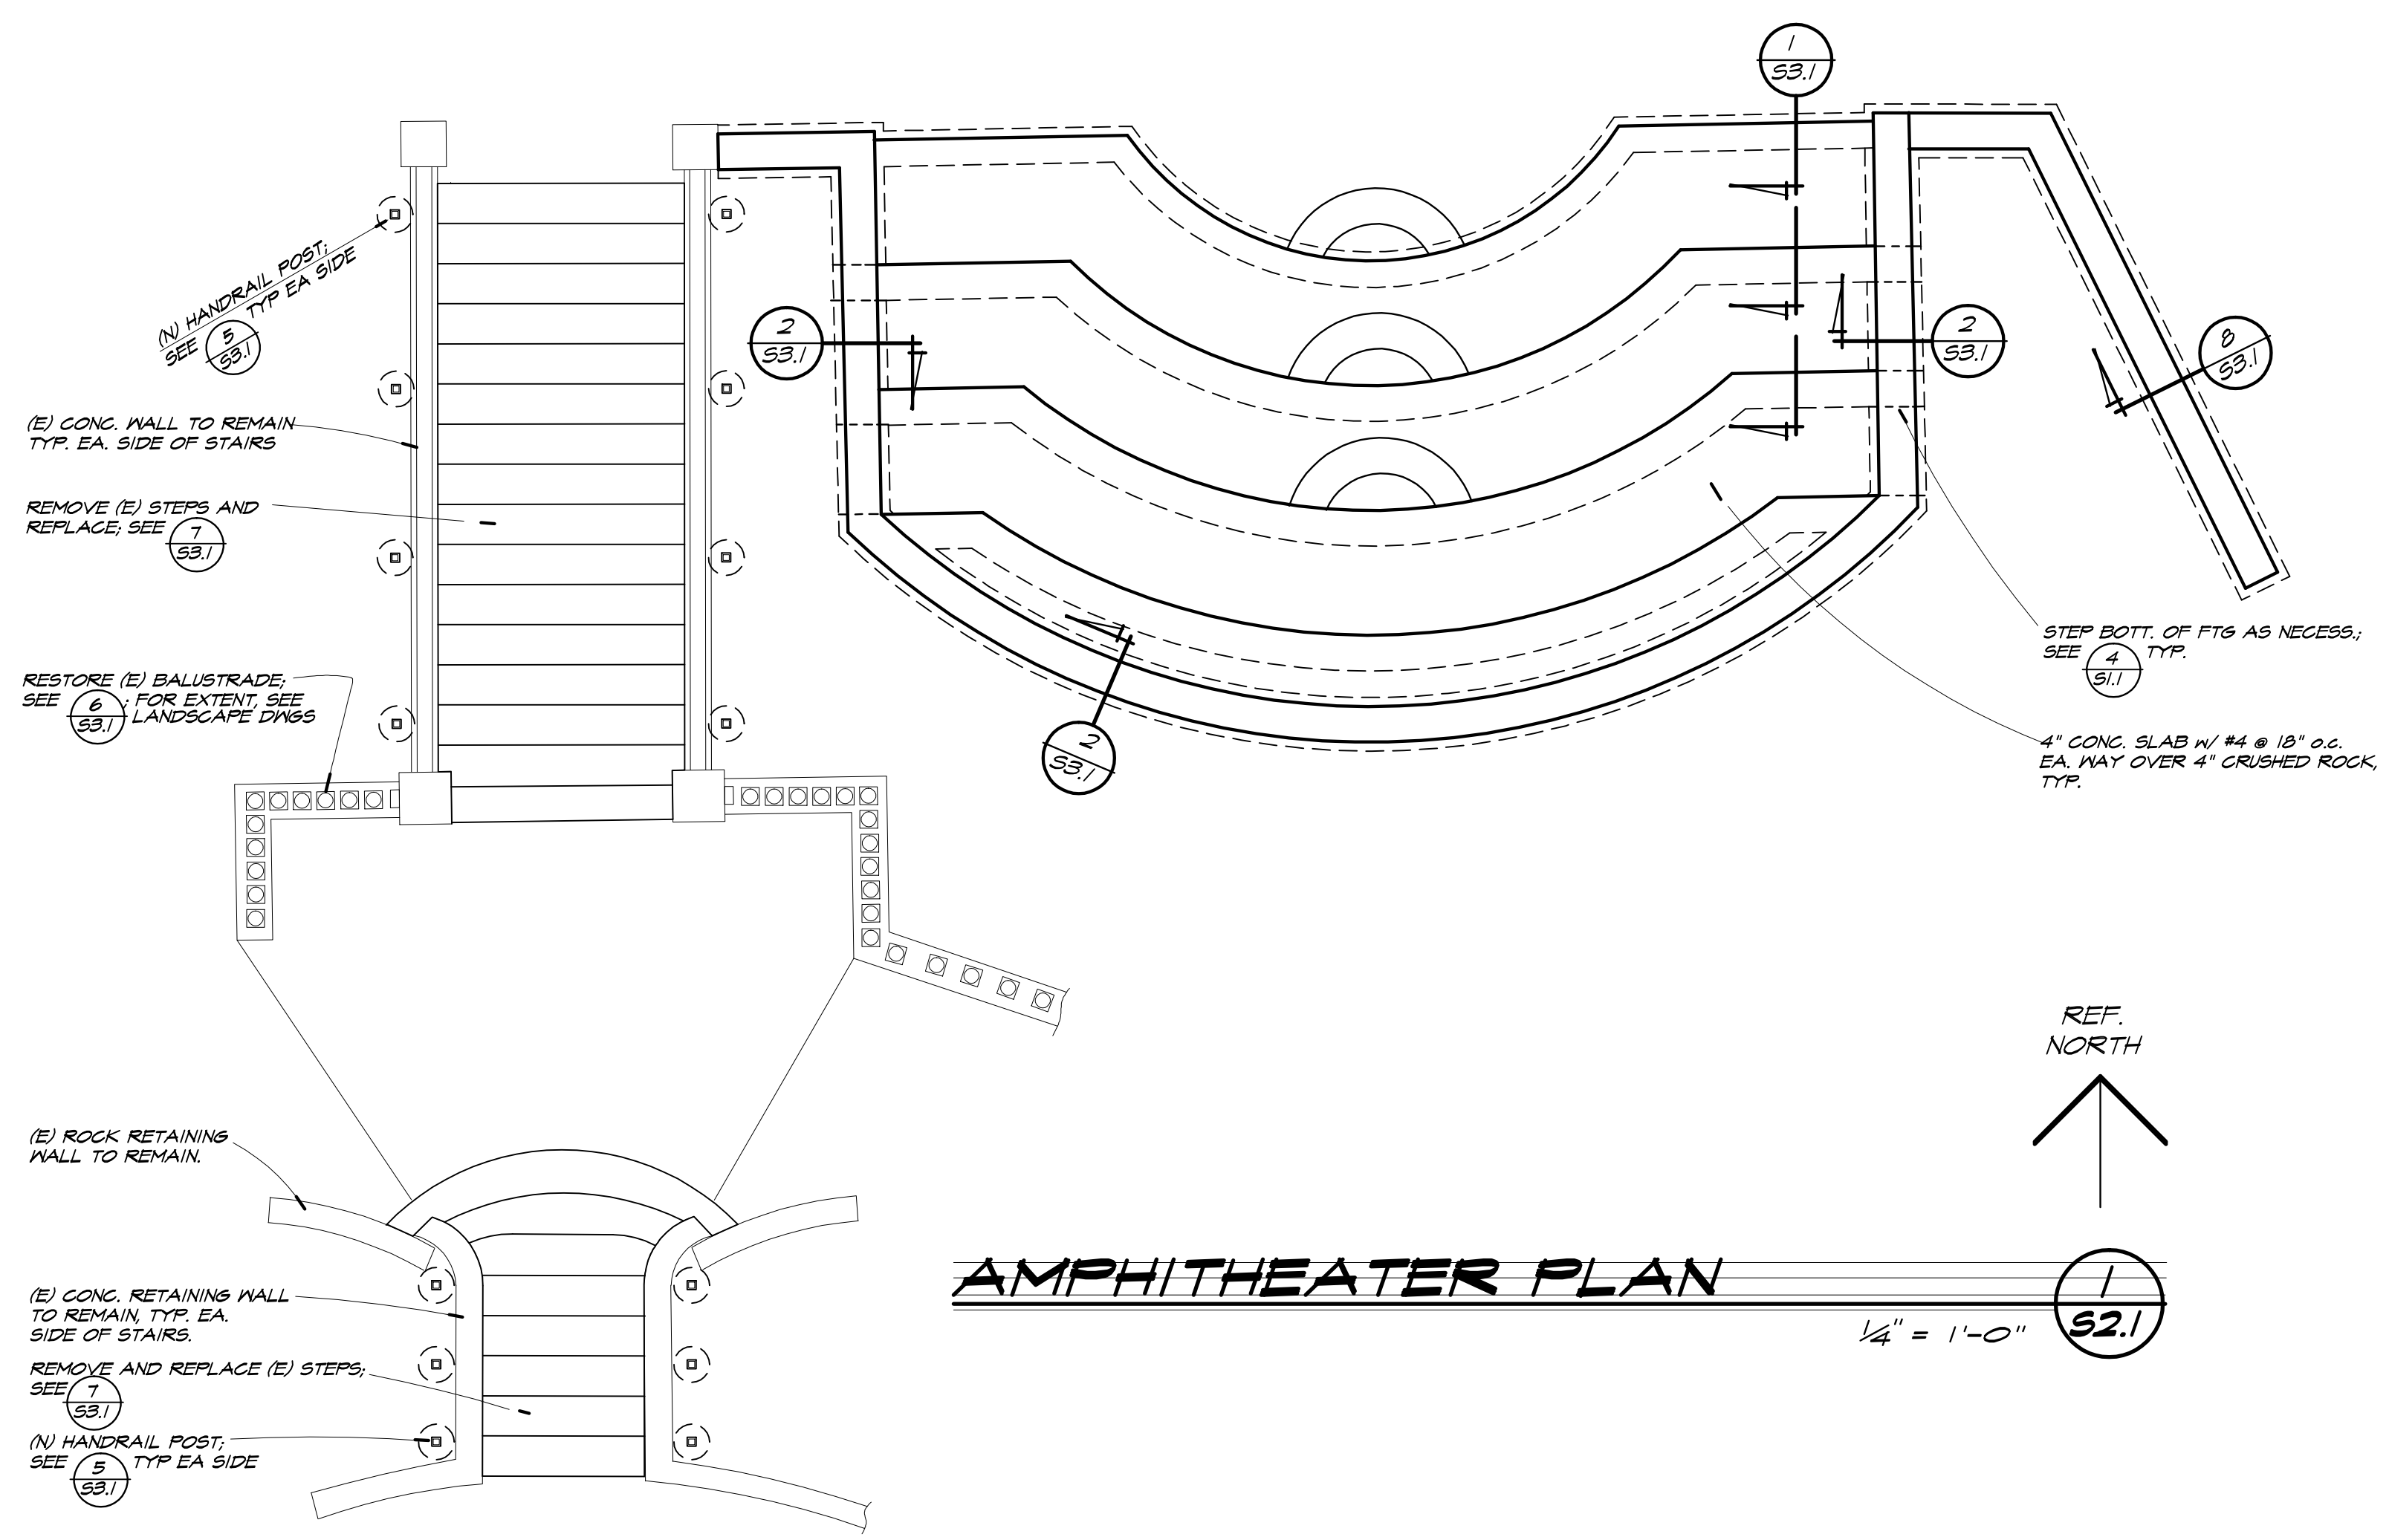 1
S3.1
(N) HANDRAIL POST;
SEE 5 TYP EA SIDE
S3.1
2
S3.1
2
S3.1
8
S3.1
(E) CONC. WALL TO REMAIN
TYP. EA. SIDE OF STAIRS
REMOVE (E) STEPS AND
REPLACE; SEE 7
S3.1
STEP BOTT. OF FTG AS NECESS.;
SEE 4 TYP.
S1.1
RESTORE (E) BALUSTRADE;
SEE 6 ; FOR EXTENT, SEE
S3.1 LANDSCAPE DWGS
2
S3.1
4" CONC. SLAB W/ #4 @ 18" O.C.
EA. WAY OVER 4" CRUSHED ROCK,
TYP.
REF.
NORTH
(E) ROCK RETAINING
WALL TO REMAIN.
(E) CONC. RETAINING WALL
TO REMAIN, TYP. EA.
SIDE OF STAIRS.
REMOVE AND REPLACE (E) STEPS;
SEE 7
S3.1
(N) HANDRAIL POST;
SEE 5 TYP EA SIDE
S3.1
AMPHITHEATER PLAN
1/4" = 1'-0"
1
S2.1